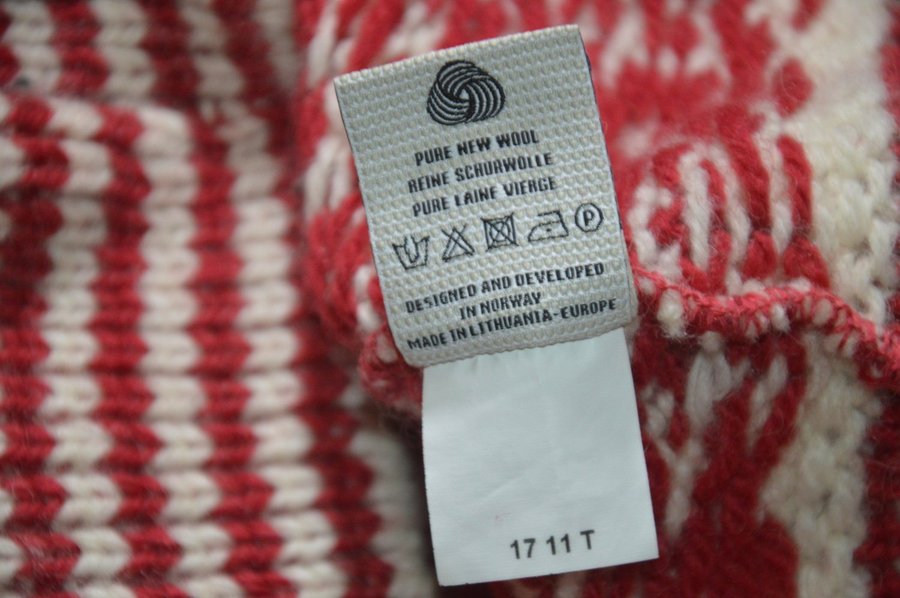 PURE NEW WOOL
REINE SCHURWOLLE
PURE LAINE VIERGE
P
DESIGNED AND DEVELOPED
IN NORWAY
MADE IN LITHUANIA-EUROPE
17 11 T